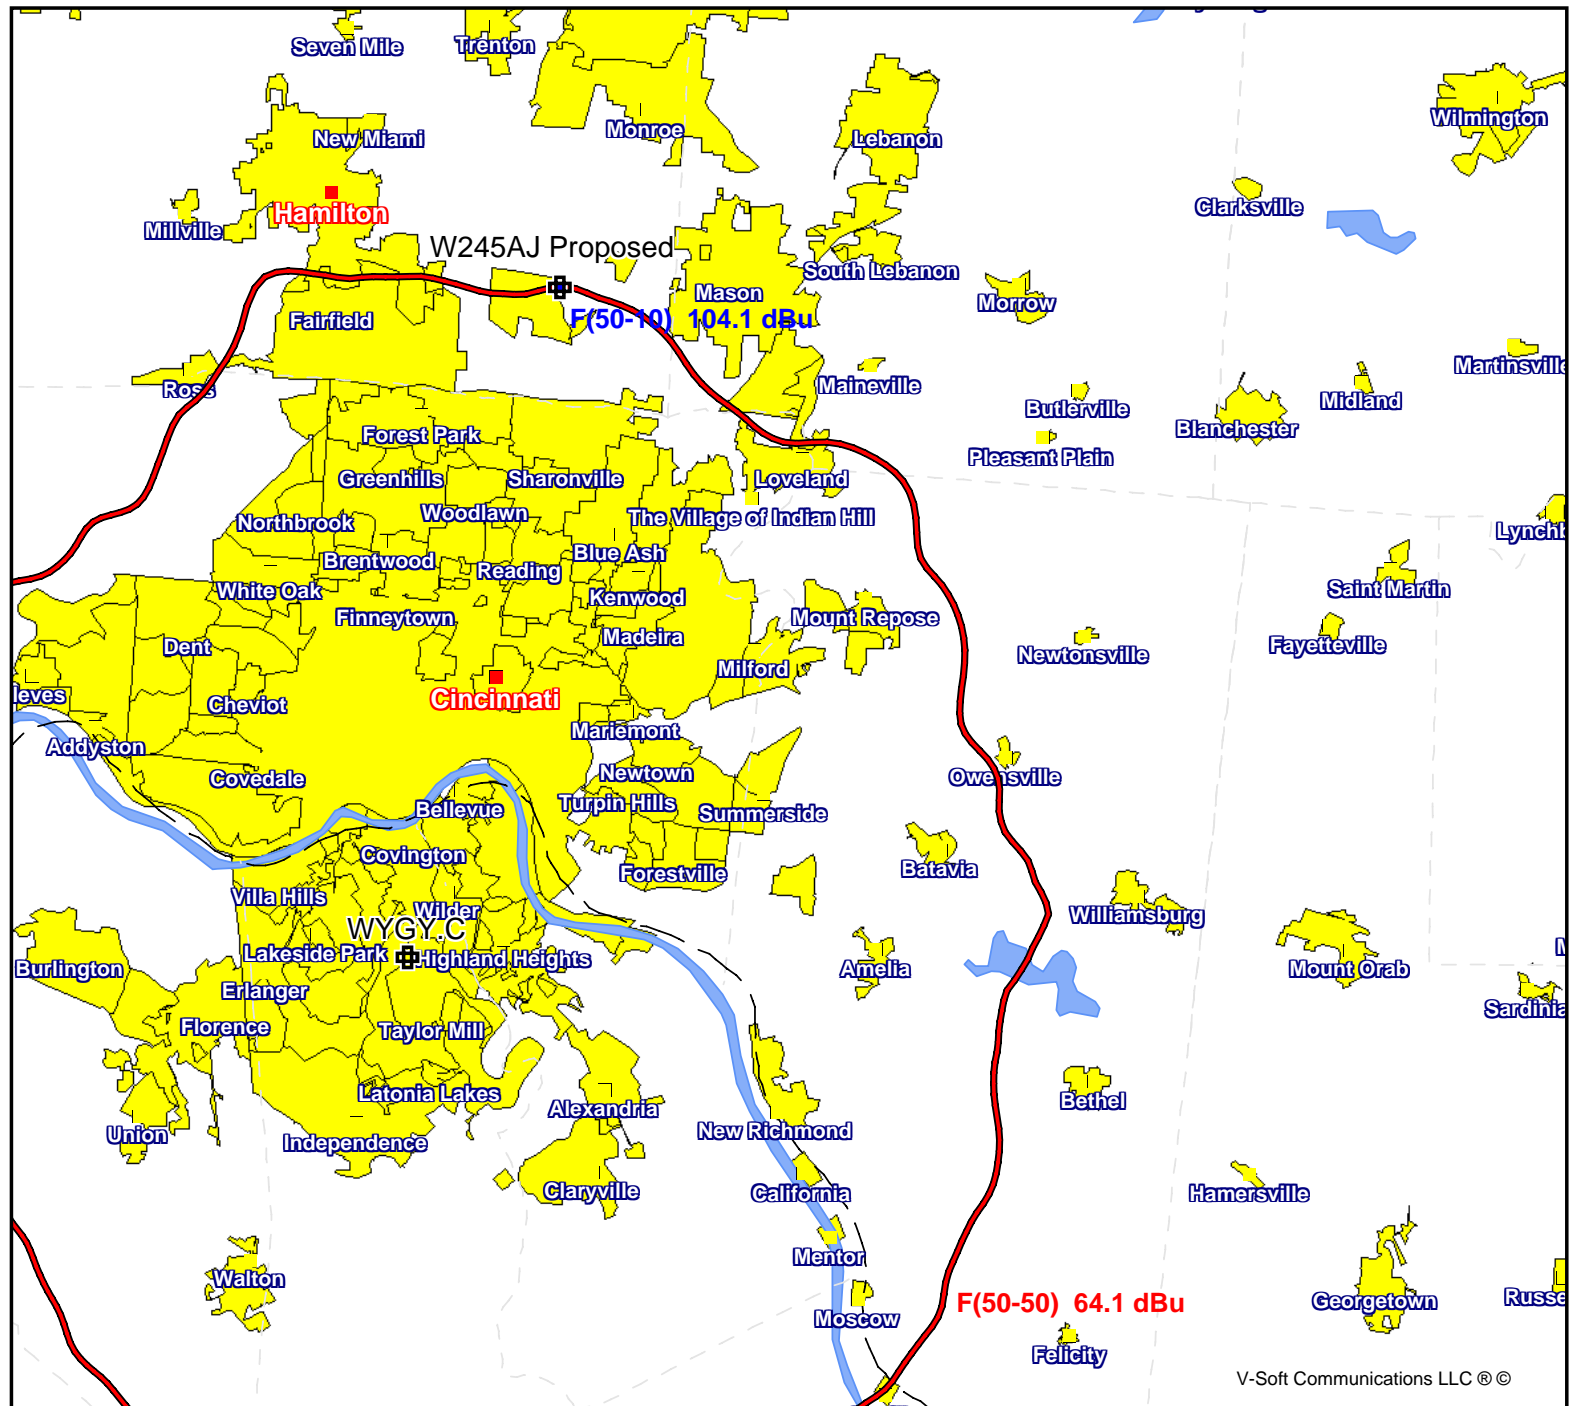 Seven Mile
Trenton
Monroe
Lebanon
Wilmington
New Miami
Hamilton
Millville
Clarksville
W245AJ Proposed
South Lebanon
Mason
Morrow
F(50-10) 104.1 dBu
Fairfield
Martinsville
Ross
Maineville
Butlerville
Midland
Blanchester
Forest Park
Pleasant Plain
Greenhills
Sharonville
Loveland
Woodlawn
The Village of Indian Hill
Northbrook
Lynchb
Blue Ash
Brentwood
Reading
White Oak
Kenwood
Saint Martin
Finneytown
Mount Repose
Madeira
Dent
Fayetteville
Newtonsville
Milford
leves
Cincinnati
Cheviot
Mariemont
Addyston
Newtown
Owensville
Covedale
Turpin Hills
Bellevue
Summerside
Covington
Batavia
Forestville
Villa Hills
Wilder
Williamsburg
WYGY.C
Lakeside Park
Highland Heights
Burlington
Amelia
Mount Orab
M
Erlanger
Sardinia
Florence
Taylor Mill
Latonia Lakes
Bethel
Alexandria
Union
New Richmond
Independence
Claryville
California
Hamersville
Mentor
Walton
Moscow
F(50-50) 64.1 dBu
Georgetown
Russe
Felicity
V-Soft Communications LLC ® ©